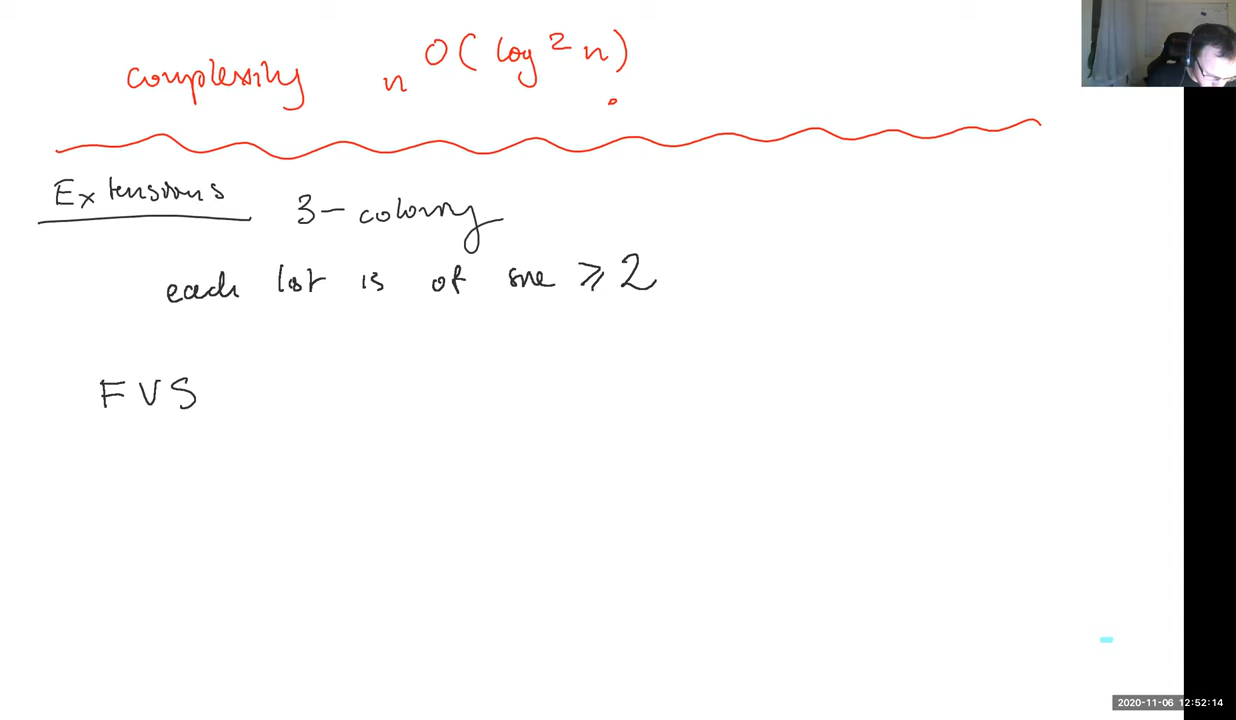 complexity n^O(log^2 n)
Extensions 3-coloring
each list is of size ≥ 2
FVS
2020-11-06 12:52:14